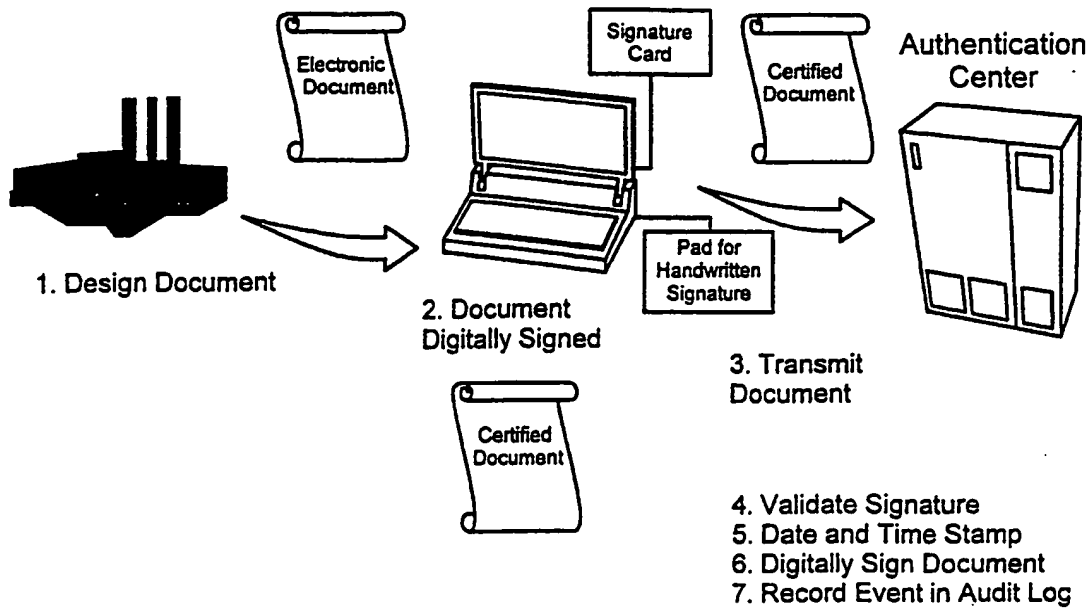 Electronic
Document
Signature
Card
Certified
Document
Authentication
Center
1. Design Document
Pad for
Handwritten
Signature
2. Document
Digitally Signed
3. Transmit
Document
Certified
Document
4. Validate Signature
5. Date and Time Stamp
6. Digitally Sign Document
7. Record Event in Audit Log